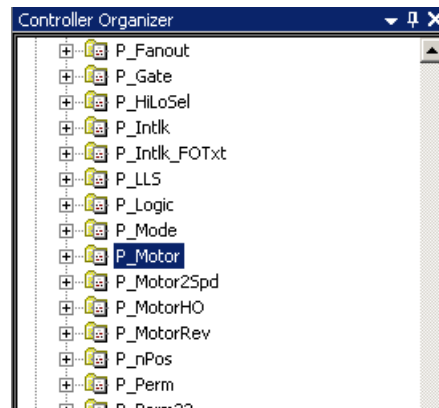 Controller Organizer
P_Fanout
P_Gate
P_HiLoSel
P_Intlk
P_Intlk_FOTxt
P_LLS
P_Logic
P_Mode
P_Motor
P_Motor2Spd
P_MotorHO
P_MotorRev
P_nPos
P_Perm